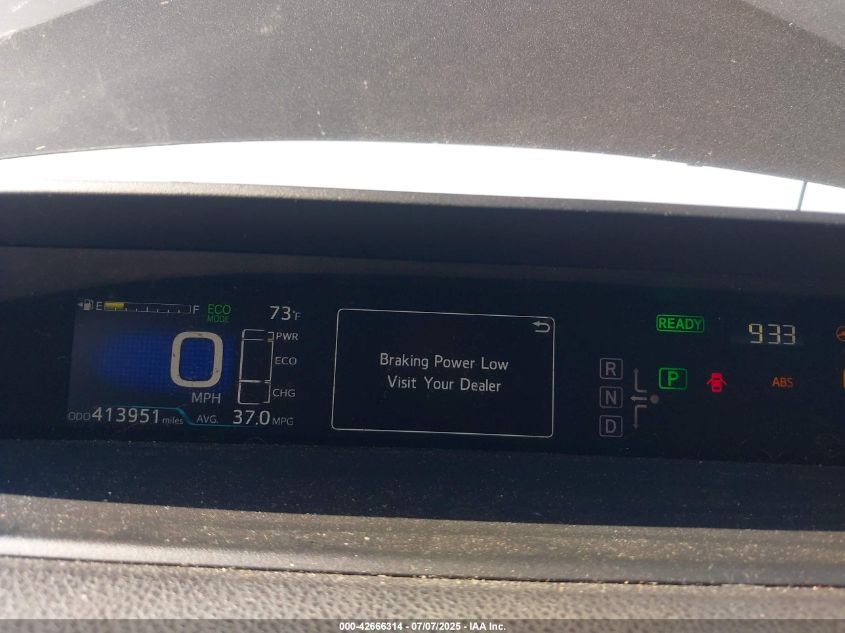 E F ECO
MODE
73°F
0
MPH
PWR
ECO
CHG
ODO 413951 miles AVG. 37.0 MPG
Braking Power Low
Visit Your Dealer
READY
933
R
N
D
P
ABS
000-42666314 - 07/07/2025 - IAA Inc.